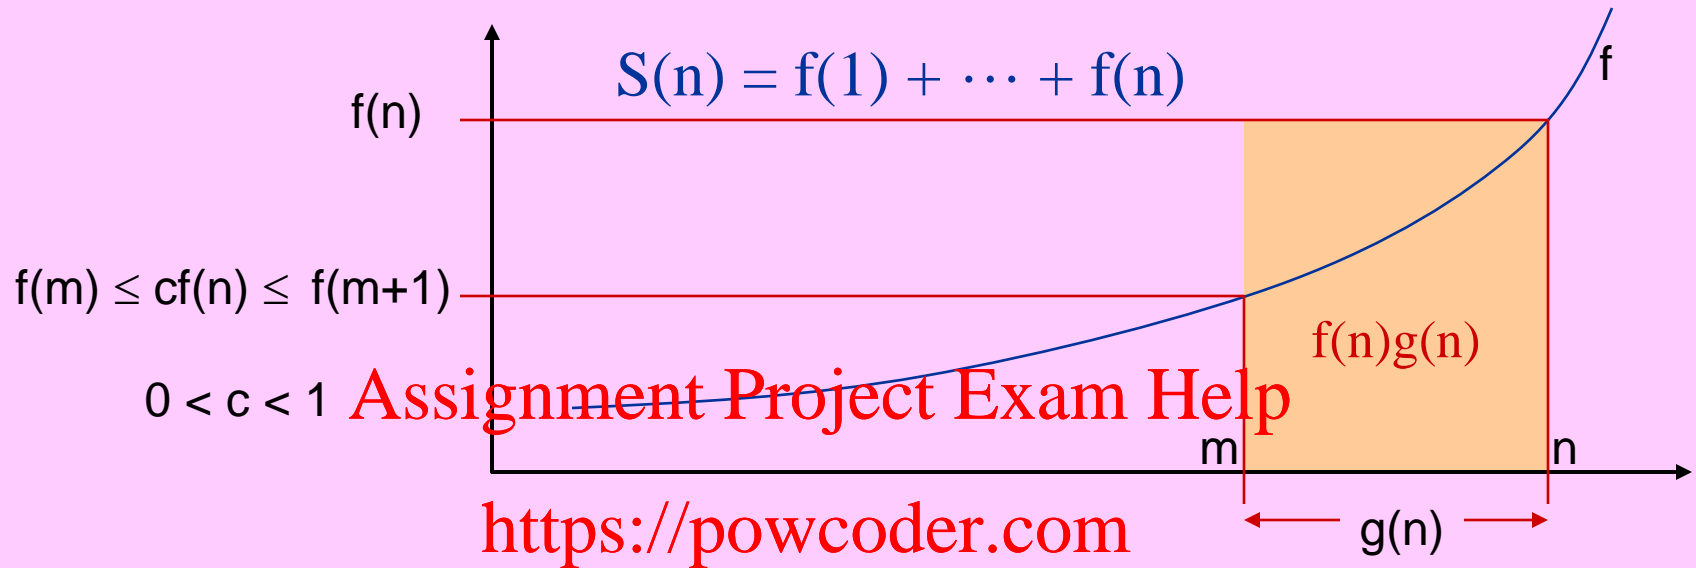 f
S(n) = f(1) + ⋯ + f(n)
f(n)
f(m) ≤ cf(n) ≤ f(m+1)
f(n)g(n)
0 < c < 1
Assignment Project Exam Help
m
n
https://powcoder.com
g(n)